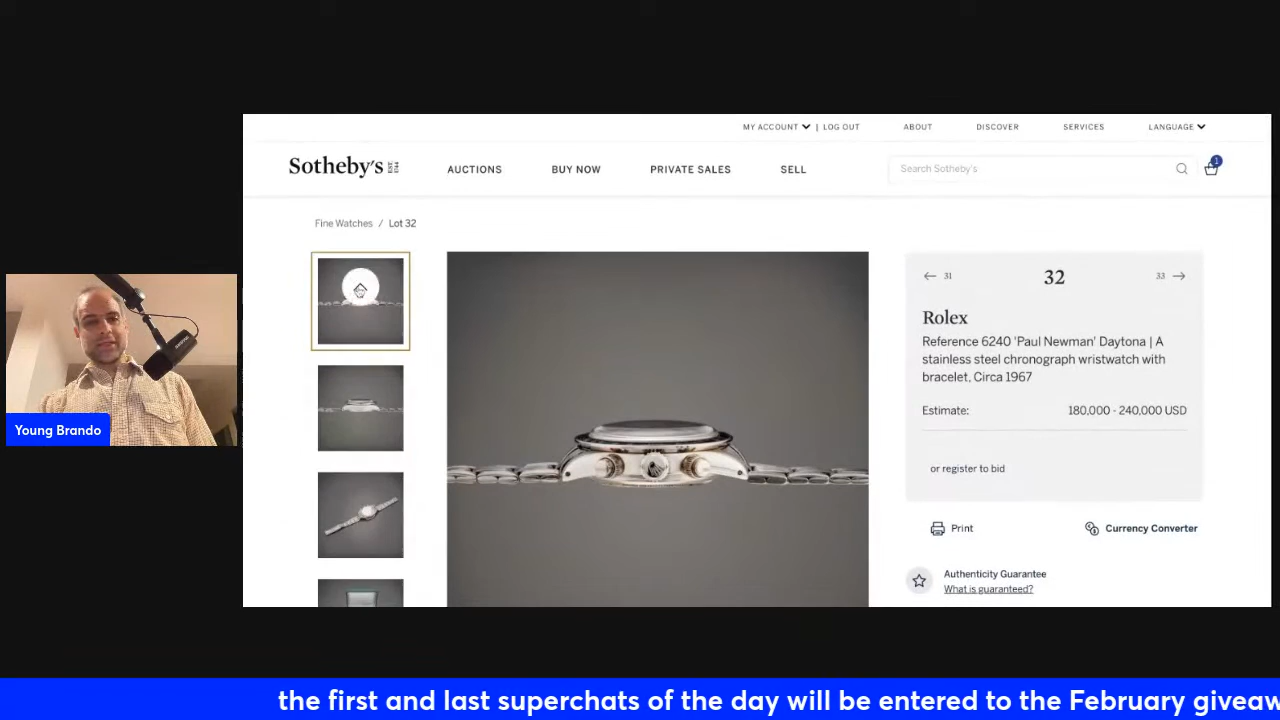 MY ACCOUNT | LOG OUT ABOUT DISCOVER SERVICES LANGUAGE
Sotheby's EST. 1744 AUCTIONS BUY NOW PRIVATE SALES SELL Search Sotheby's 1
Fine Watches / Lot 32
31 32 33
Rolex
Reference 6240 'Paul Newman' Daytona | A
stainless steel chronograph wristwatch with
bracelet, Circa 1967
Estimate: 180,000 - 240,000 USD
or register to bid
Print Currency Converter
Authenticity Guarantee
What is guaranteed?
Young Brando
the first and last superchats of the day will be entered to the February giveaw